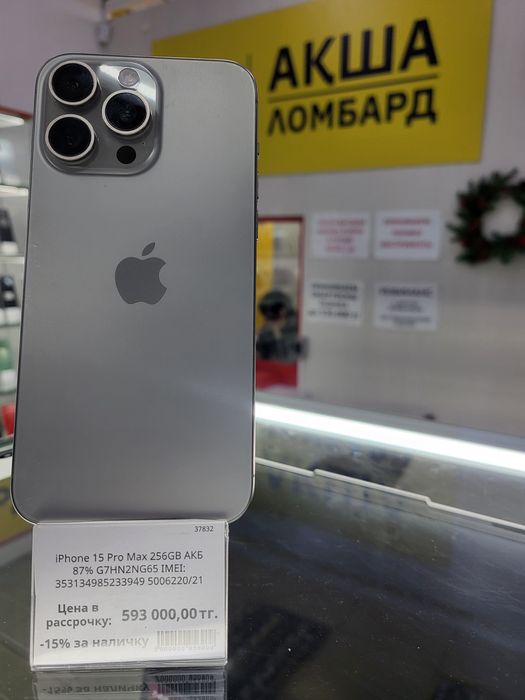 АҚША
ЛОМБАРД
37832
iPhone 15 Pro Max 256GB АКБ
87% G7HN2NG65 IMEI:
353134985233949 5006220/21
Цена в
рассрочку: 593 000,00тг.
-15% за наличку